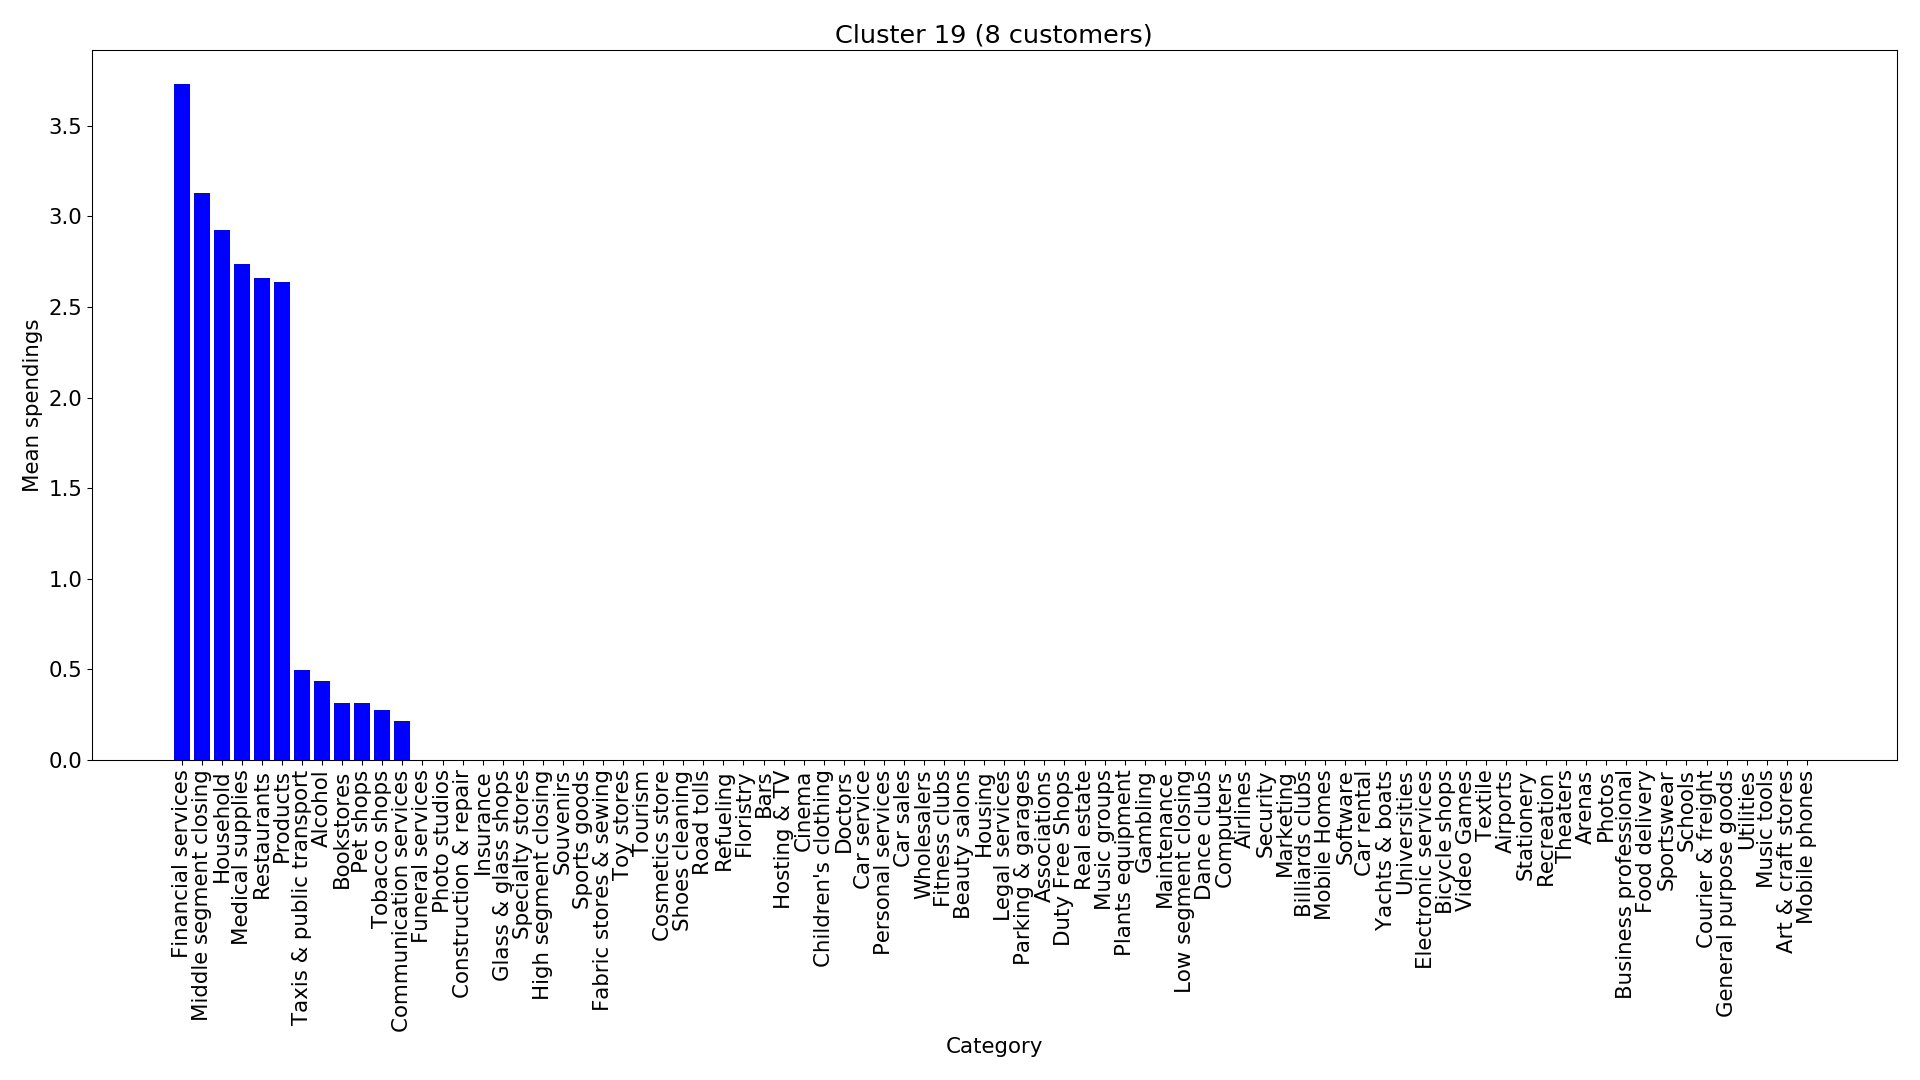 Cluster 19 (8 customers)
Mean spendings
3.5
3.0
2.5
2.0
1.5
1.0
0.5
0.0
Financial services
Middle segment closing
Household
Medical supplies
Restaurants
Products
Taxis & public transport
Alcohol
Bookstores
Pet shops
Tobacco shops
Communication services
Funeral services
Photo studios
Construction & repair
Insurance
Glass & glass shops
Specialty stores
High segment closing
Souvenirs
Sports goods
Fabric stores & sewing
Toy stores
Tourism
Cosmetics store
Shoes cleaning
Road tolls
Refueling
Floristry
Bars
Hosting & TV
Cinema
Children's clothing
Doctors
Car service
Personal services
Car sales
Wholesalers
Fitness clubs
Beauty salons
Housing
Legal services
Parking & garages
Associations
Duty Free Shops
Real estate
Music groups
Plants equipment
Gambling
Maintenance
Low segment closing
Dance clubs
Computers
Airlines
Security
Marketing
Billiards clubs
Mobile Homes
Software
Car rental
Yachts & boats
Universities
Electronic services
Bicycle shops
Video Games
Textile
Airports
Stationery
Recreation
Theaters
Arenas
Photos
Business professional
Food delivery
Sportswear
Schools
Courier & freight
General purpose goods
Utilities
Music tools
Art & craft stores
Mobile phones
Category